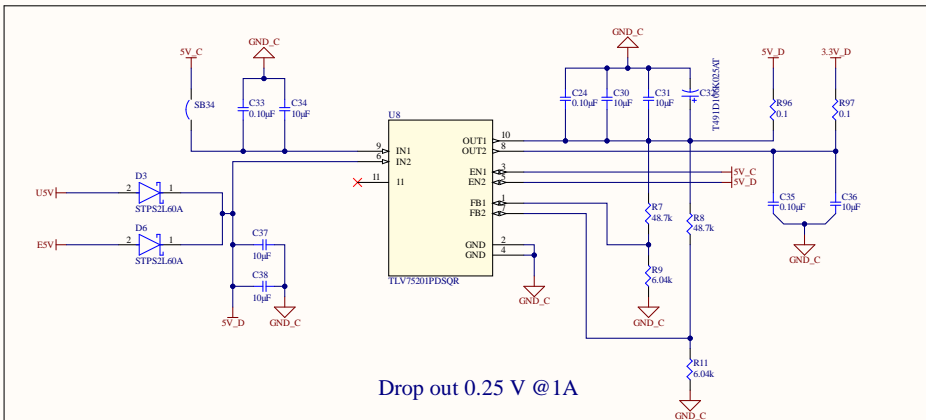 GND_C
GND_C
5V_C
5V_D
3.3V_D
SB34
C33
0.10µF
C34
10µF
C24
0.10µF
C30
10µF
C31
10µF
C32
T491D106K025AT
R96
0.1
R97
0.1
U8
9
IN1
6
IN2
11
I1
OUT1
10
OUT2
8
EN1
3
EN2
5
FB1
1
FB2
7
GND
2
GND
4
TLV75201PDSQR
5V_C
5V_D
U5V
2
D3
1
STPS2L60A
E5V
2
D6
1
STPS2L60A
C37
10µF
C38
10µF
5V_D
GND_C
GND_C
R7
48.7k
R8
48.7k
R9
6.04k
GND_C
C35
0.10µF
C36
10µF
GND_C
R11
6.04k
GND_C
Drop out 0.25 V @1A